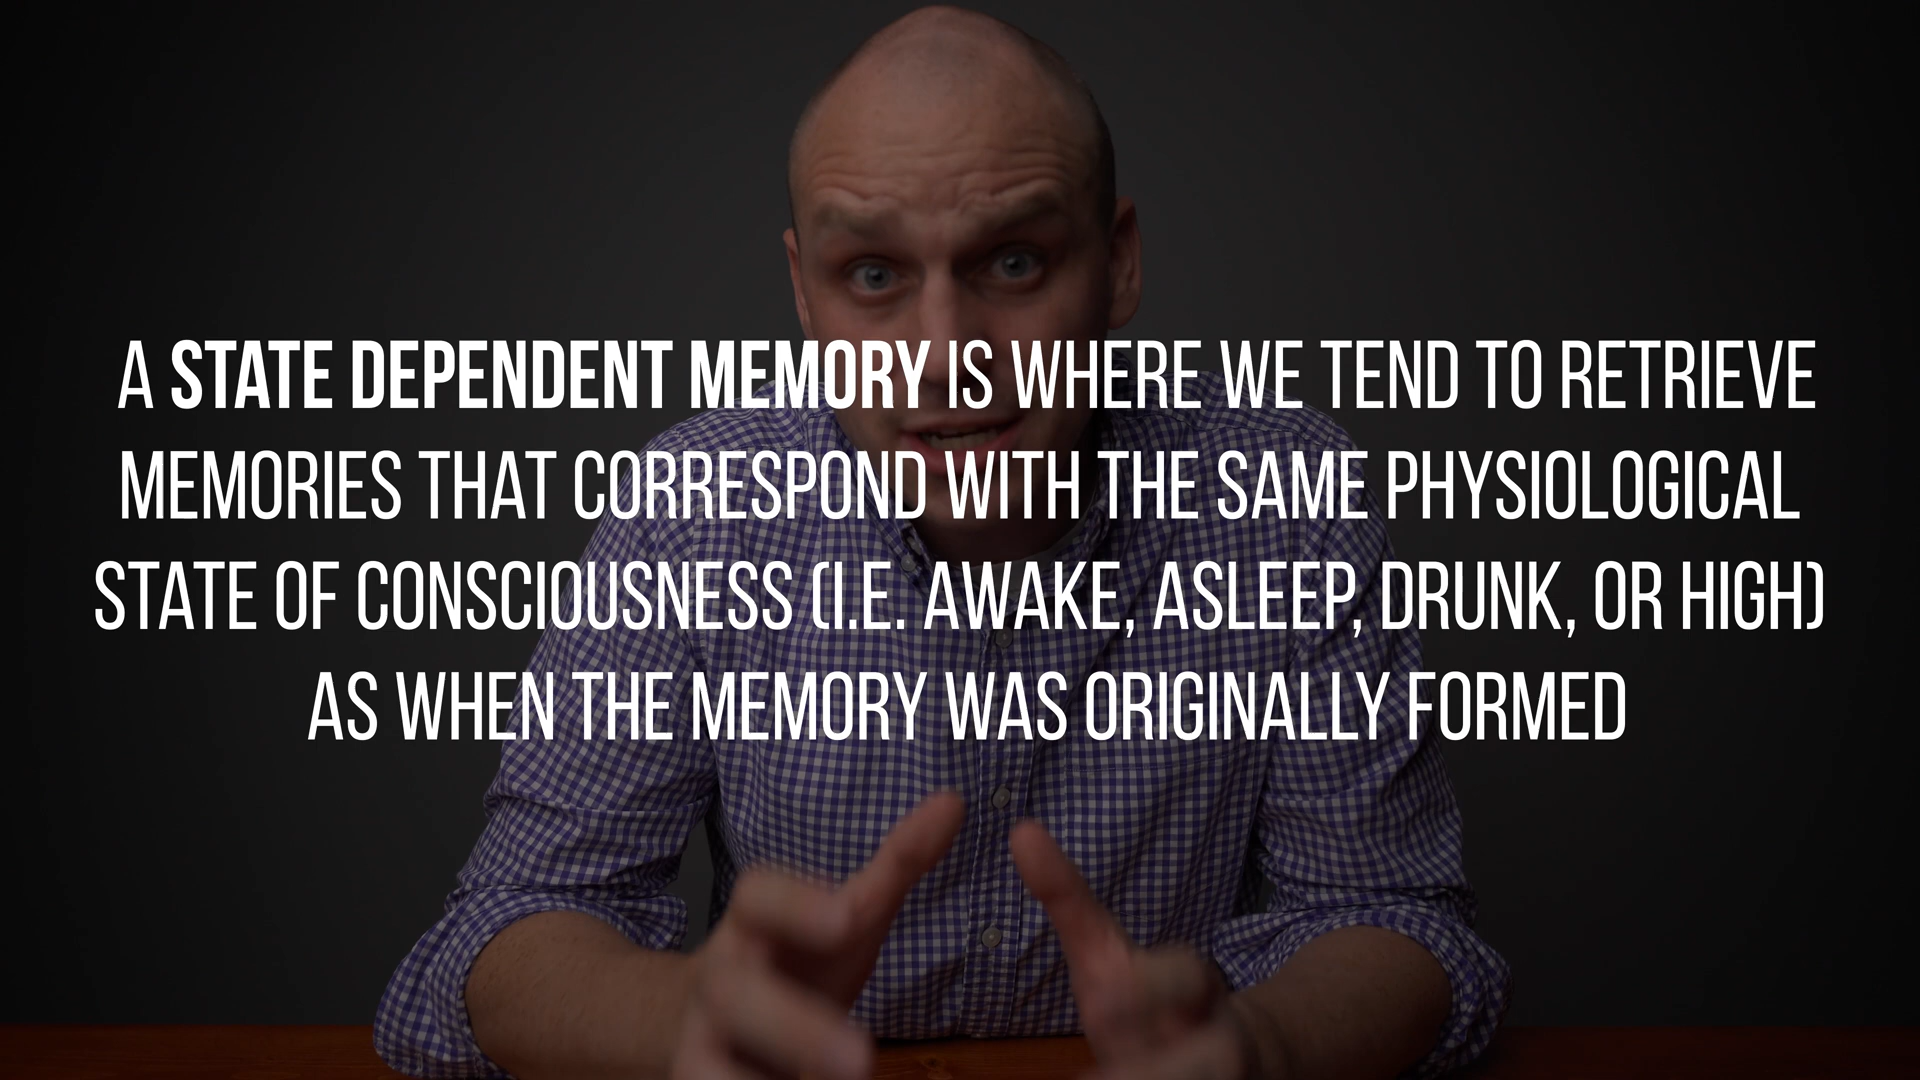 A STATE DEPENDENT MEMORY IS WHERE WE TEND TO RETRIEVE
MEMORIES THAT CORRESPOND WITH THE SAME PHYSIOLOGICAL
STATE OF CONSCIOUSNESS (I.E. AWAKE, ASLEEP, DRUNK, OR HIGH)
AS WHEN THE MEMORY WAS ORIGINALLY FORMED